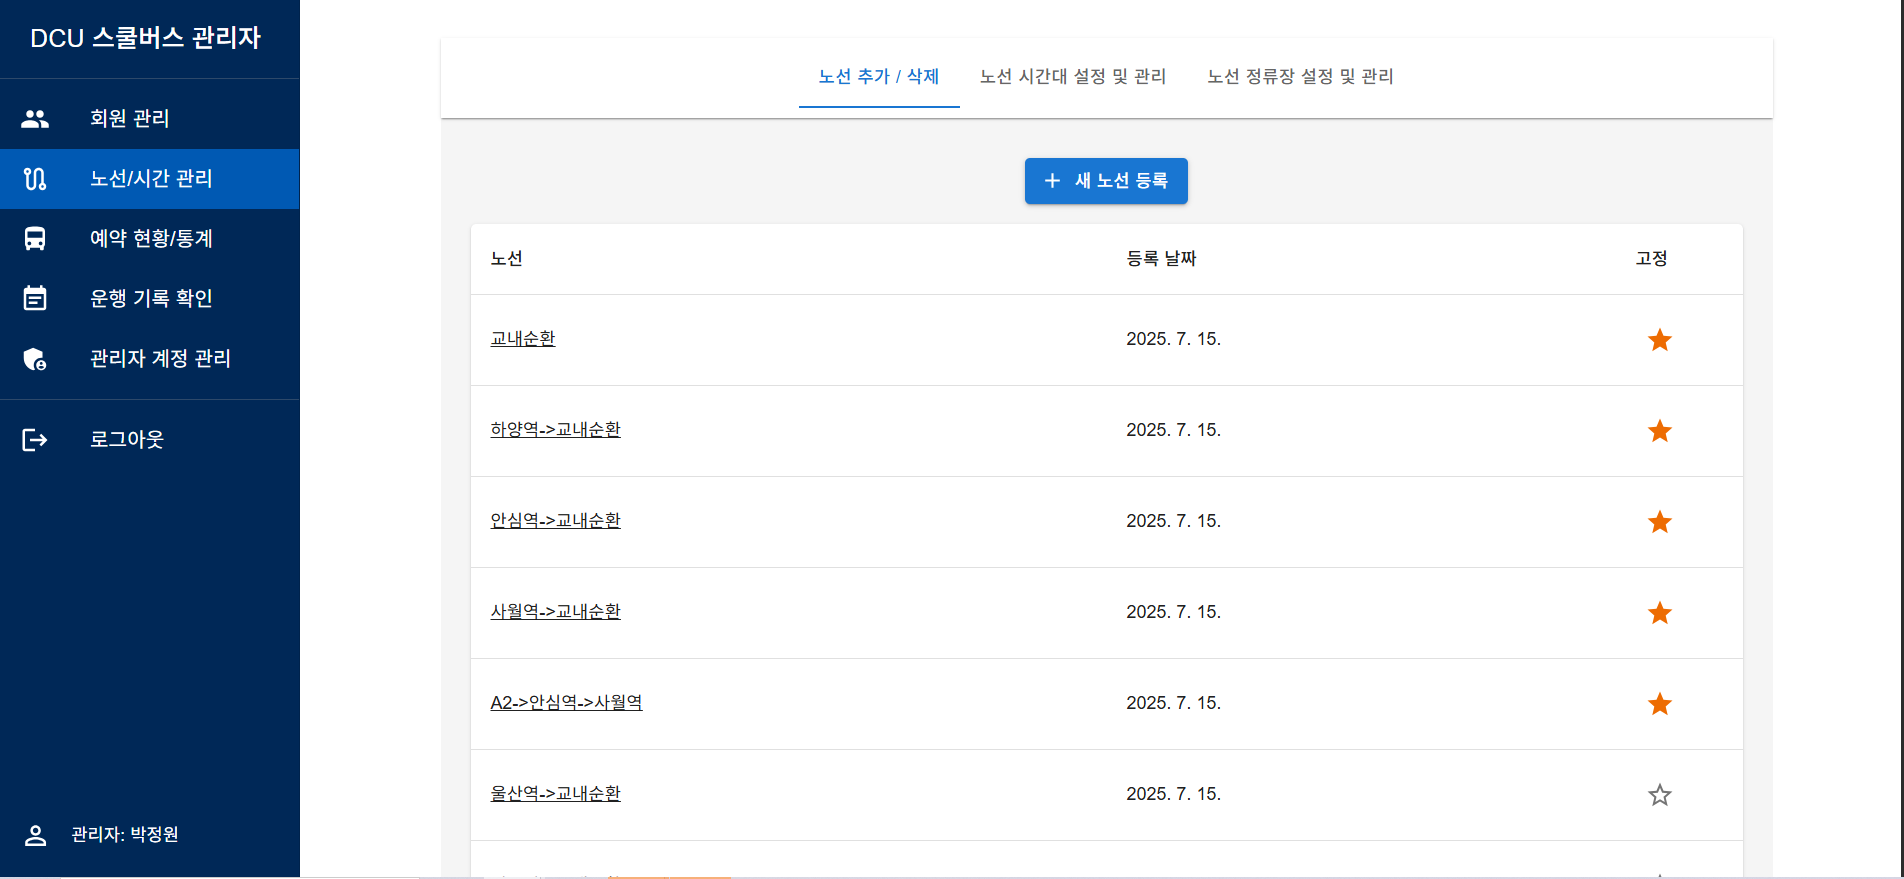 DCU 스쿨버스 관리자
회원 관리
노선/시간 관리
예약 현황/통계
운행 기록 확인
관리자 계정 관리
로그아웃
관리자: 박정원
노선 추가 / 삭제 노선 시간대 설정 및 관리 노선 정류장 설정 및 관리
+ 새 노선 등록
노선 등록 날짜 고정
교내순환 2025. 7. 15.
하양역->교내순환 2025. 7. 15.
안심역->교내순환 2025. 7. 15.
사월역->교내순환 2025. 7. 15.
A2->안심역->사월역 2025. 7. 15.
울산역->교내순환 2025. 7. 15.